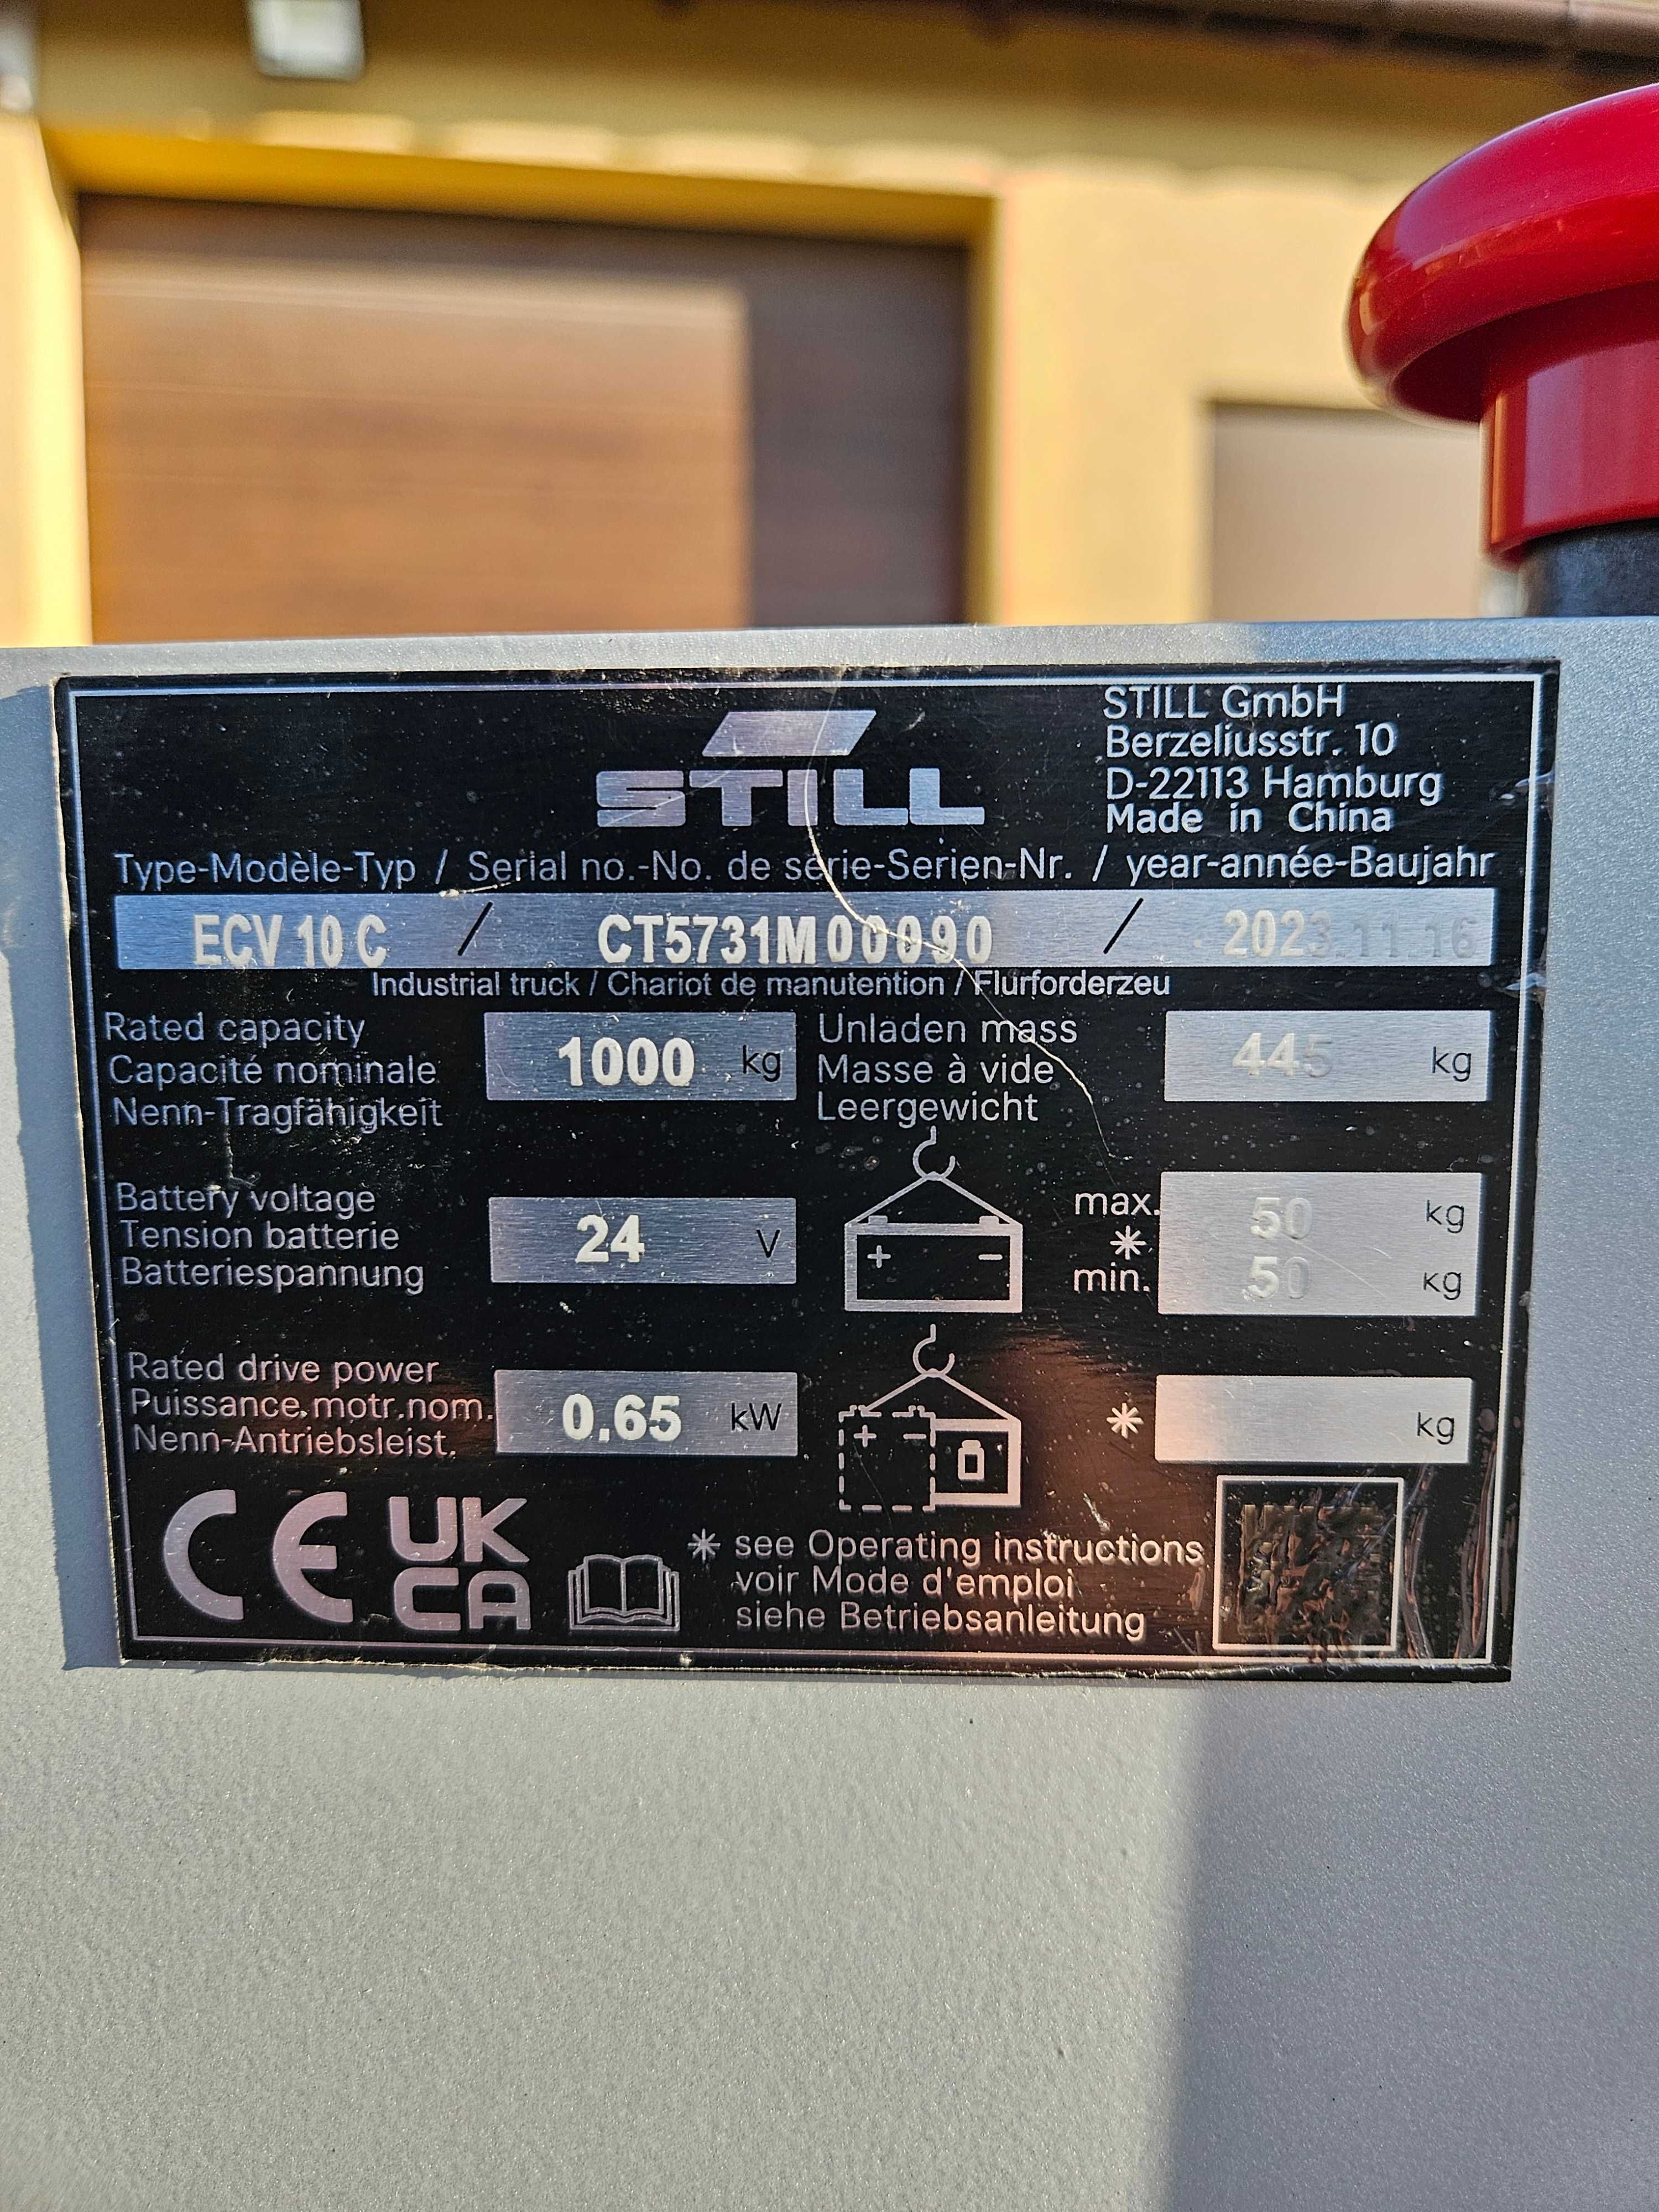 STILL
STILL GmbH
Berzeliusstr. 10
D-22113 Hamburg
Made in China
Type-Modèle-Typ / Serial no.-No. de série-Serien-Nr. / year-année-Baujahr
ECV 10 C / CT5731M00090 / 2023.11.16
Industrial truck / Chariot de manutention / Flurforderzeu
Rated capacity
Capacité nominale
Nenn-Tragfähigkeit
1000 kg
Unladen mass
Masse à vide
Leergewicht
445 kg
Battery voltage
Tension batterie
Batteriespannung
24 V
+ -
max. 50 kg
*
min. 50 kg
Rated drive power
Puissance.motr.nom.
Nenn-Antriebsleist.
0.65 kW
+ -
* kg
CE UK
CA
* see Operating instructions
voir Mode d'emploi
siehe Betriebsanleitung